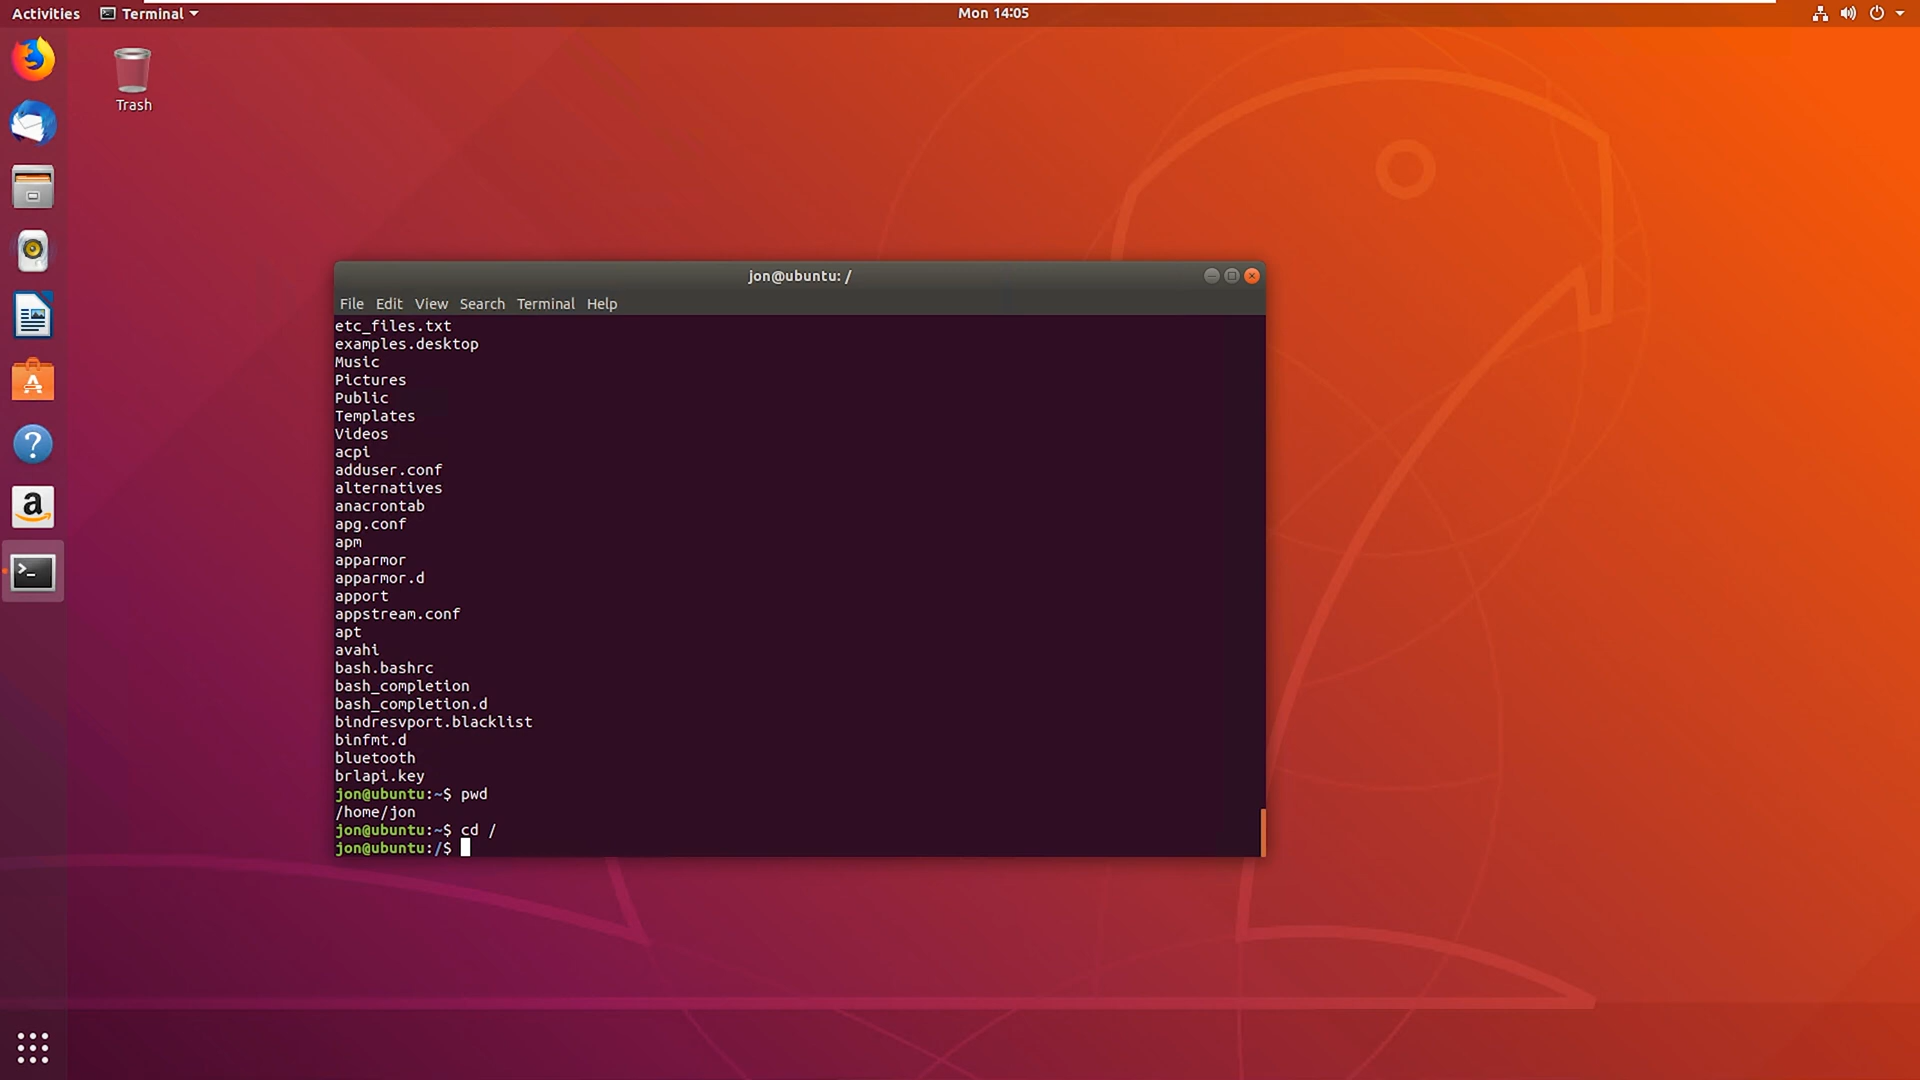 Activities
Terminal
Mon 14:05
Trash
jon@ubuntu: /
File Edit View Search Terminal Help
etc_files.txt
examples.desktop
Music
Pictures
Public
Templates
Videos
acpi
adduser.conf
alternatives
anacrontab
apg.conf
apm
apparmor
apparmor.d
apport
appstream.conf
apt
avahi
bash.bashrc
bash_completion
bash_completion.d
bindresvport.blacklist
binfmt.d
bluetooth
brlapi.key
jon@ubuntu:~$ pwd
/home/jon
jon@ubuntu:~$ cd /
jon@ubuntu:/$